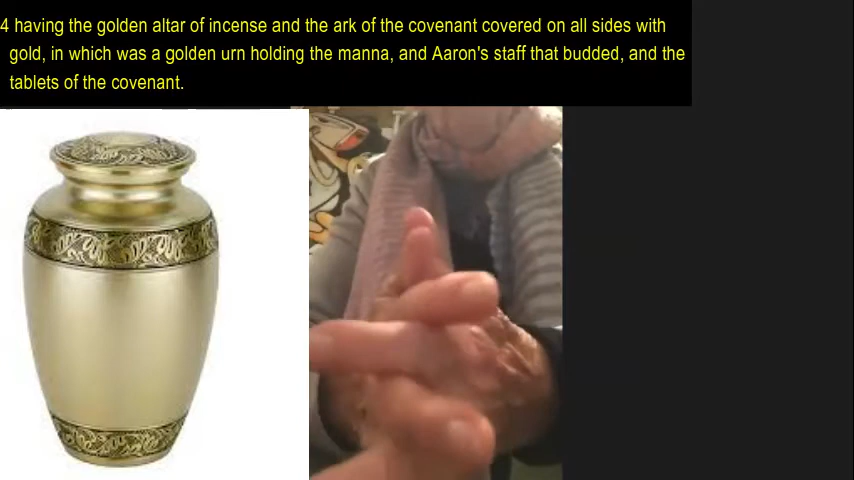 4 having the golden altar of incense and the ark of the covenant covered on all sides with
gold, in which was a golden urn holding the manna, and Aaron's staff that budded, and the
tablets of the covenant.